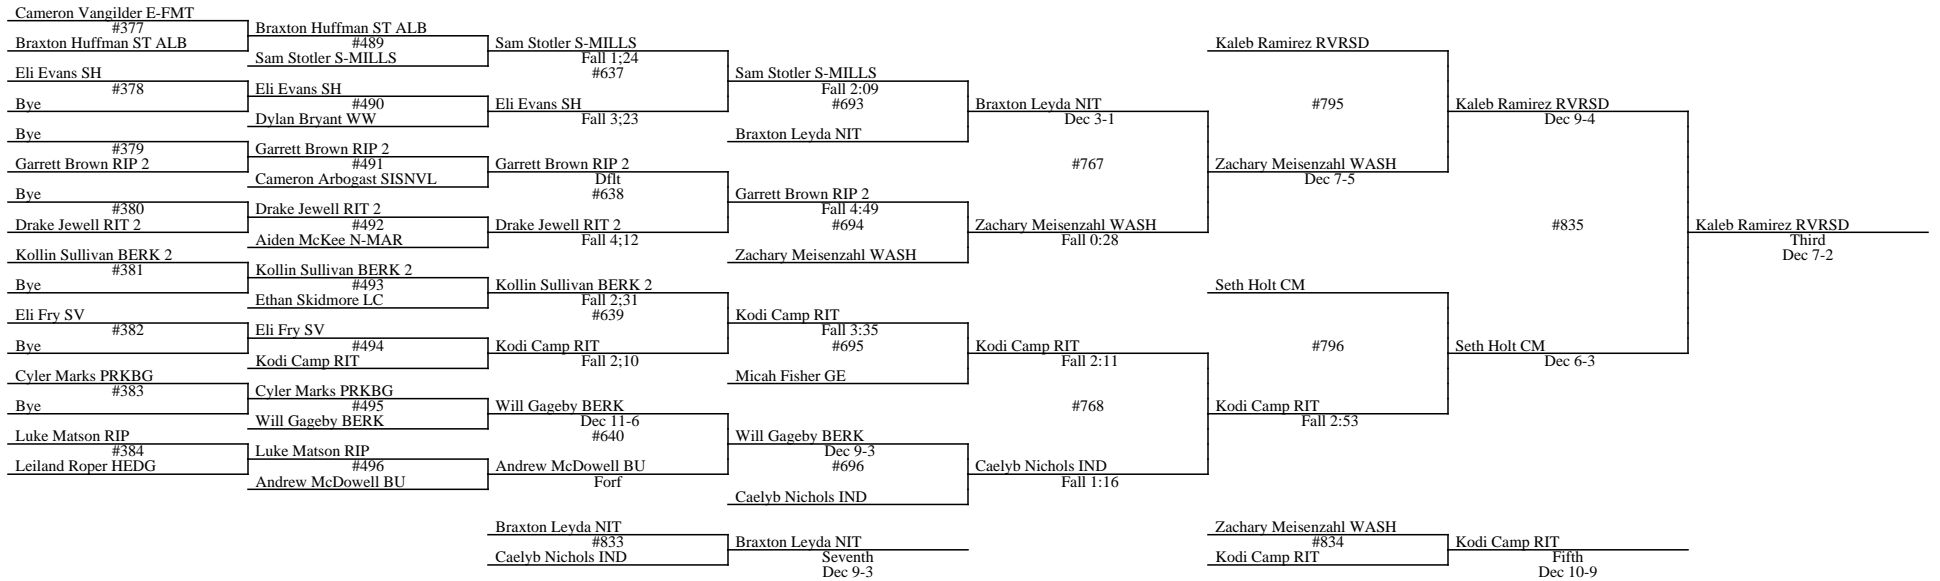 Cameron Vangilder E-FMT
#377
Braxton Huffman ST ALB
Eli Evans SH
#378
Bye
Bye
#379
Garrett Brown RIP 2
Bye
#380
Drake Jewell RIT 2
Kollin Sullivan BERK 2
#381
Bye
Eli Fry SV
#382
Bye
Cyler Marks PRKBG
#383
Bye
Luke Matson RIP
#384
Leiland Roper HEDG
Braxton Huffman ST ALB
#489
Sam Stotler S-MILLS
Eli Evans SH
#490
Dylan Bryant WW
Garrett Brown RIP 2
#491
Cameron Arbogast SISNVL
Drake Jewell RIT 2
#492
Aiden McKee N-MAR
Kollin Sullivan BERK 2
#493
Ethan Skidmore LC
Eli Fry SV
#494
Kodi Camp RIT
Cyler Marks PRKBG
#495
Will Gageby BERK
Luke Matson RIP
#496
Andrew McDowell BU
Sam Stotler S-MILLS
Fall 1;24
#637
Eli Evans SH
Fall 3;23
Garrett Brown RIP 2
Dflt
#638
Drake Jewell RIT 2
Fall 4;12
Kollin Sullivan BERK 2
Fall 2;31
#639
Kodi Camp RIT
Fall 2;10
Will Gageby BERK
Dec 11-6
#640
Andrew McDowell BU
Forf
Sam Stotler S-MILLS
Fall 2:09
#693
Braxton Leyda NIT
Garrett Brown RIP 2
Fall 4:49
#694
Zachary Meisenzahl WASH
Kodi Camp RIT
Fall 3:35
#695
Micah Fisher GE
Will Gageby BERK
Dec 9-3
#696
Caelyb Nichols IND
Braxton Leyda NIT
Dec 3-1
#767
Zachary Meisenzahl WASH
Fall 0:28
Kodi Camp RIT
Fall 2:11
#768
Caelyb Nichols IND
Fall 1:16
Kaleb Ramirez RVRSD
#795
Zachary Meisenzahl WASH
Dec 7-5
Seth Holt CM
#796
Kodi Camp RIT
Fall 2:53
Kaleb Ramirez RVRSD
Dec 9-4
#835
Seth Holt CM
Dec 6-3
Kaleb Ramirez RVRSD
Third
Dec 7-2
Braxton Leyda NIT
#833
Caelyb Nichols IND
Braxton Leyda NIT
Seventh
Dec 9-3
Zachary Meisenzahl WASH
#834
Kodi Camp RIT
Kodi Camp RIT
Fifth
Dec 10-9